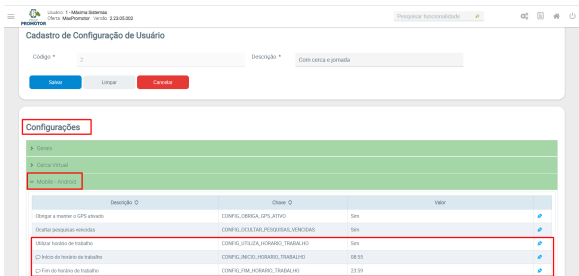 Usuário: 1 - Máxima Sistemas
Oferta: MaxPromotor Versão: 2.23.05.002
PROMOTOR
Pesquisar funcionalidade
Cadastro de Configuração de Usuário
Código *
2
Descrição *
Com cerca e jornada
Salvar
Limpar
Cancelar
Configurações
Gerais
Cerca Virtual
Mobile - Android
Descrição
Chave
Valor
Obrigar a manter o GPS ativado
CONFIG_OBRIGA_GPS_ATIVO
Sim
Ocultar pesquisas vencidas
CONFIG_OCULTAR_PESQUISAS_VENCIDAS
Sim
Utilizar horário de trabalho
CONFIG_UTILIZA_HORARIO_TRABALHO
Sim
Início do horário de trabalho
CONFIG_INICIO_HORARIO_TRABALHO
08:55
Fim do horário de trabalho
CONFIG_FIM_HORARIO_TRABALHO
23:59